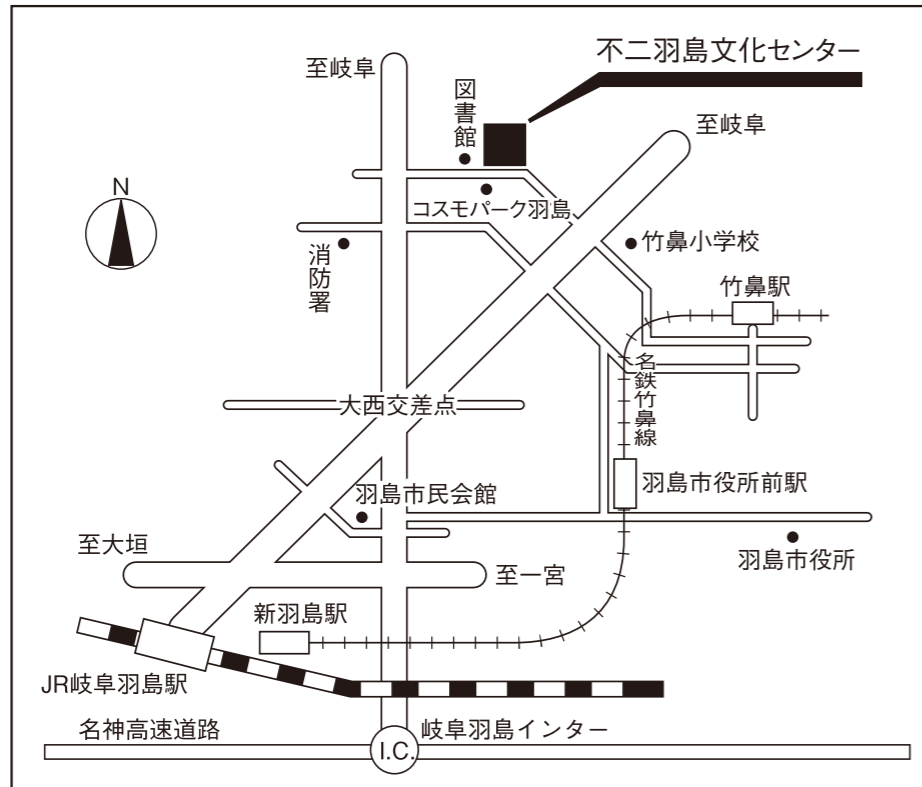 不二羽島文化センター
至岐阜
図書館
至岐阜
N
コスモパーク羽島
消防署
竹鼻小学校
竹鼻駅
名鉄竹鼻線
大西交差点
羽島市民会館
羽島市役所前駅
至大垣
至一宮
羽島市役所
新羽島駅
JR岐阜羽島駅
名神高速道路
岐阜羽島インター
I.C.